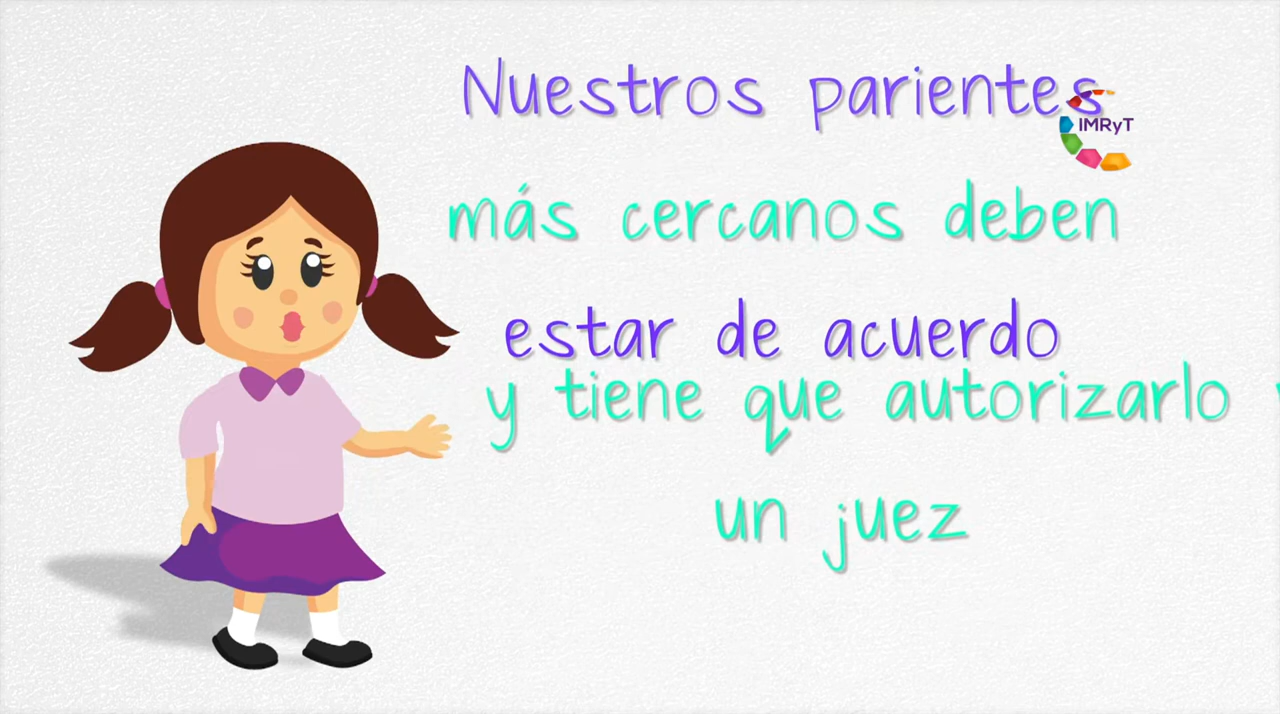 Nuestros parientes
IMRyT
más cercanos deben
estar de acuerdo
y tiene que autorizarlo
un juez